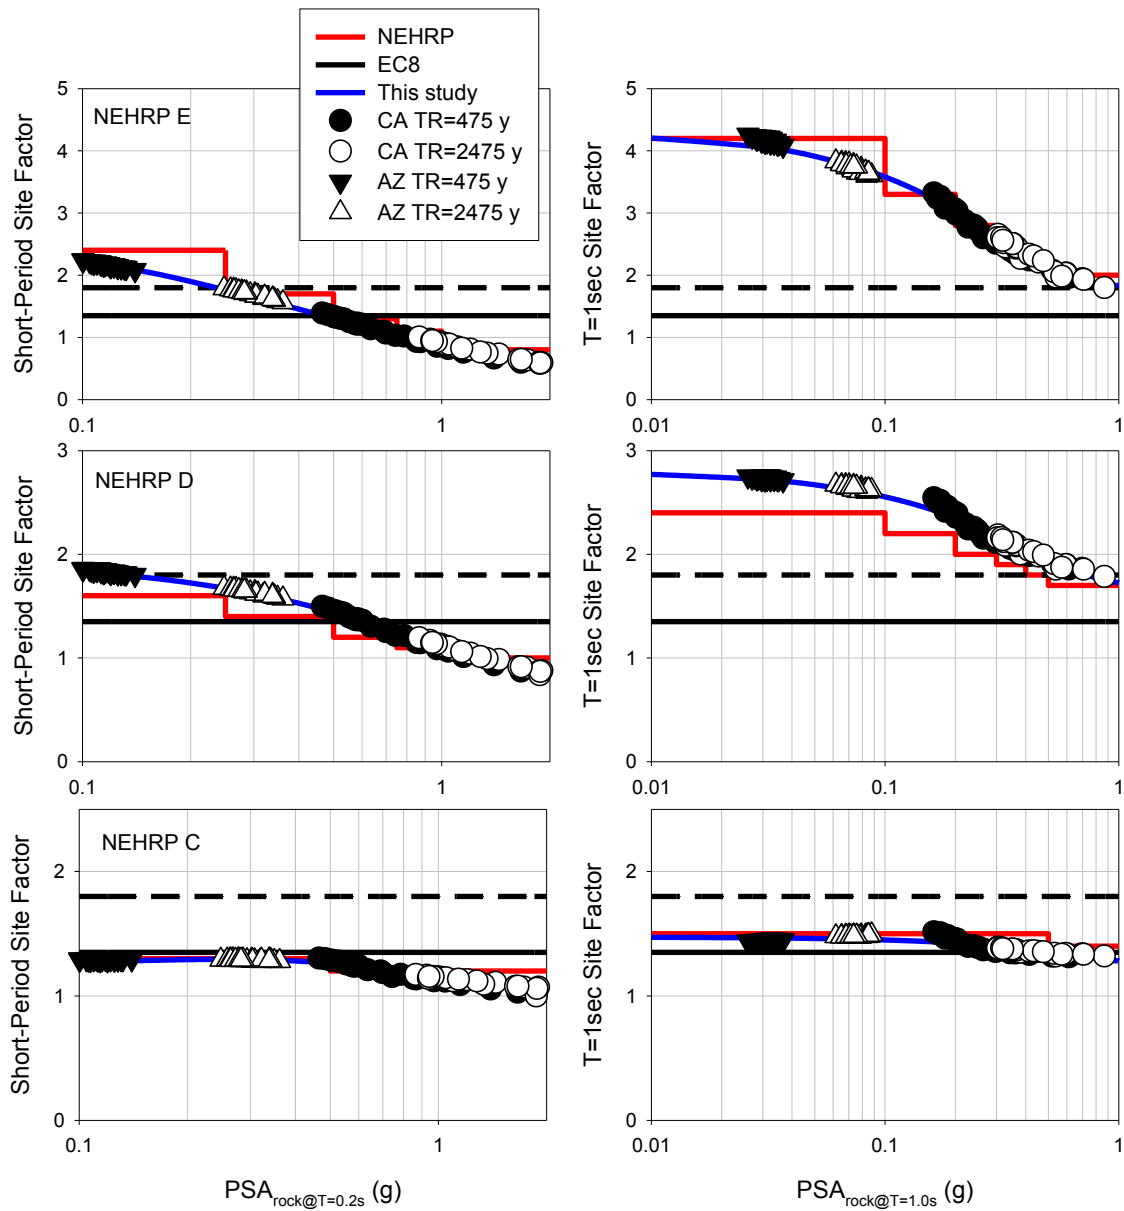 NEHRP
EC8
This study
CA TR=475 y
CA TR=2475 y
AZ TR=475 y
AZ TR=2475 y
NEHRP E
Short-Period Site Factor
5
4
3
2
1
0
0.1
1
T=1sec Site Factor
5
4
3
2
1
0
0.01
0.1
1
NEHRP D
Short-Period Site Factor
3
2
1
0
0.1
1
T=1sec Site Factor
3
2
1
0
0.01
0.1
1
NEHRP C
Short-Period Site Factor
2
1
0
0.1
1
PSArock@T=0.2s (g)
T=1sec Site Factor
2
1
0
0.01
0.1
1
PSArock@T=1.0s (g)